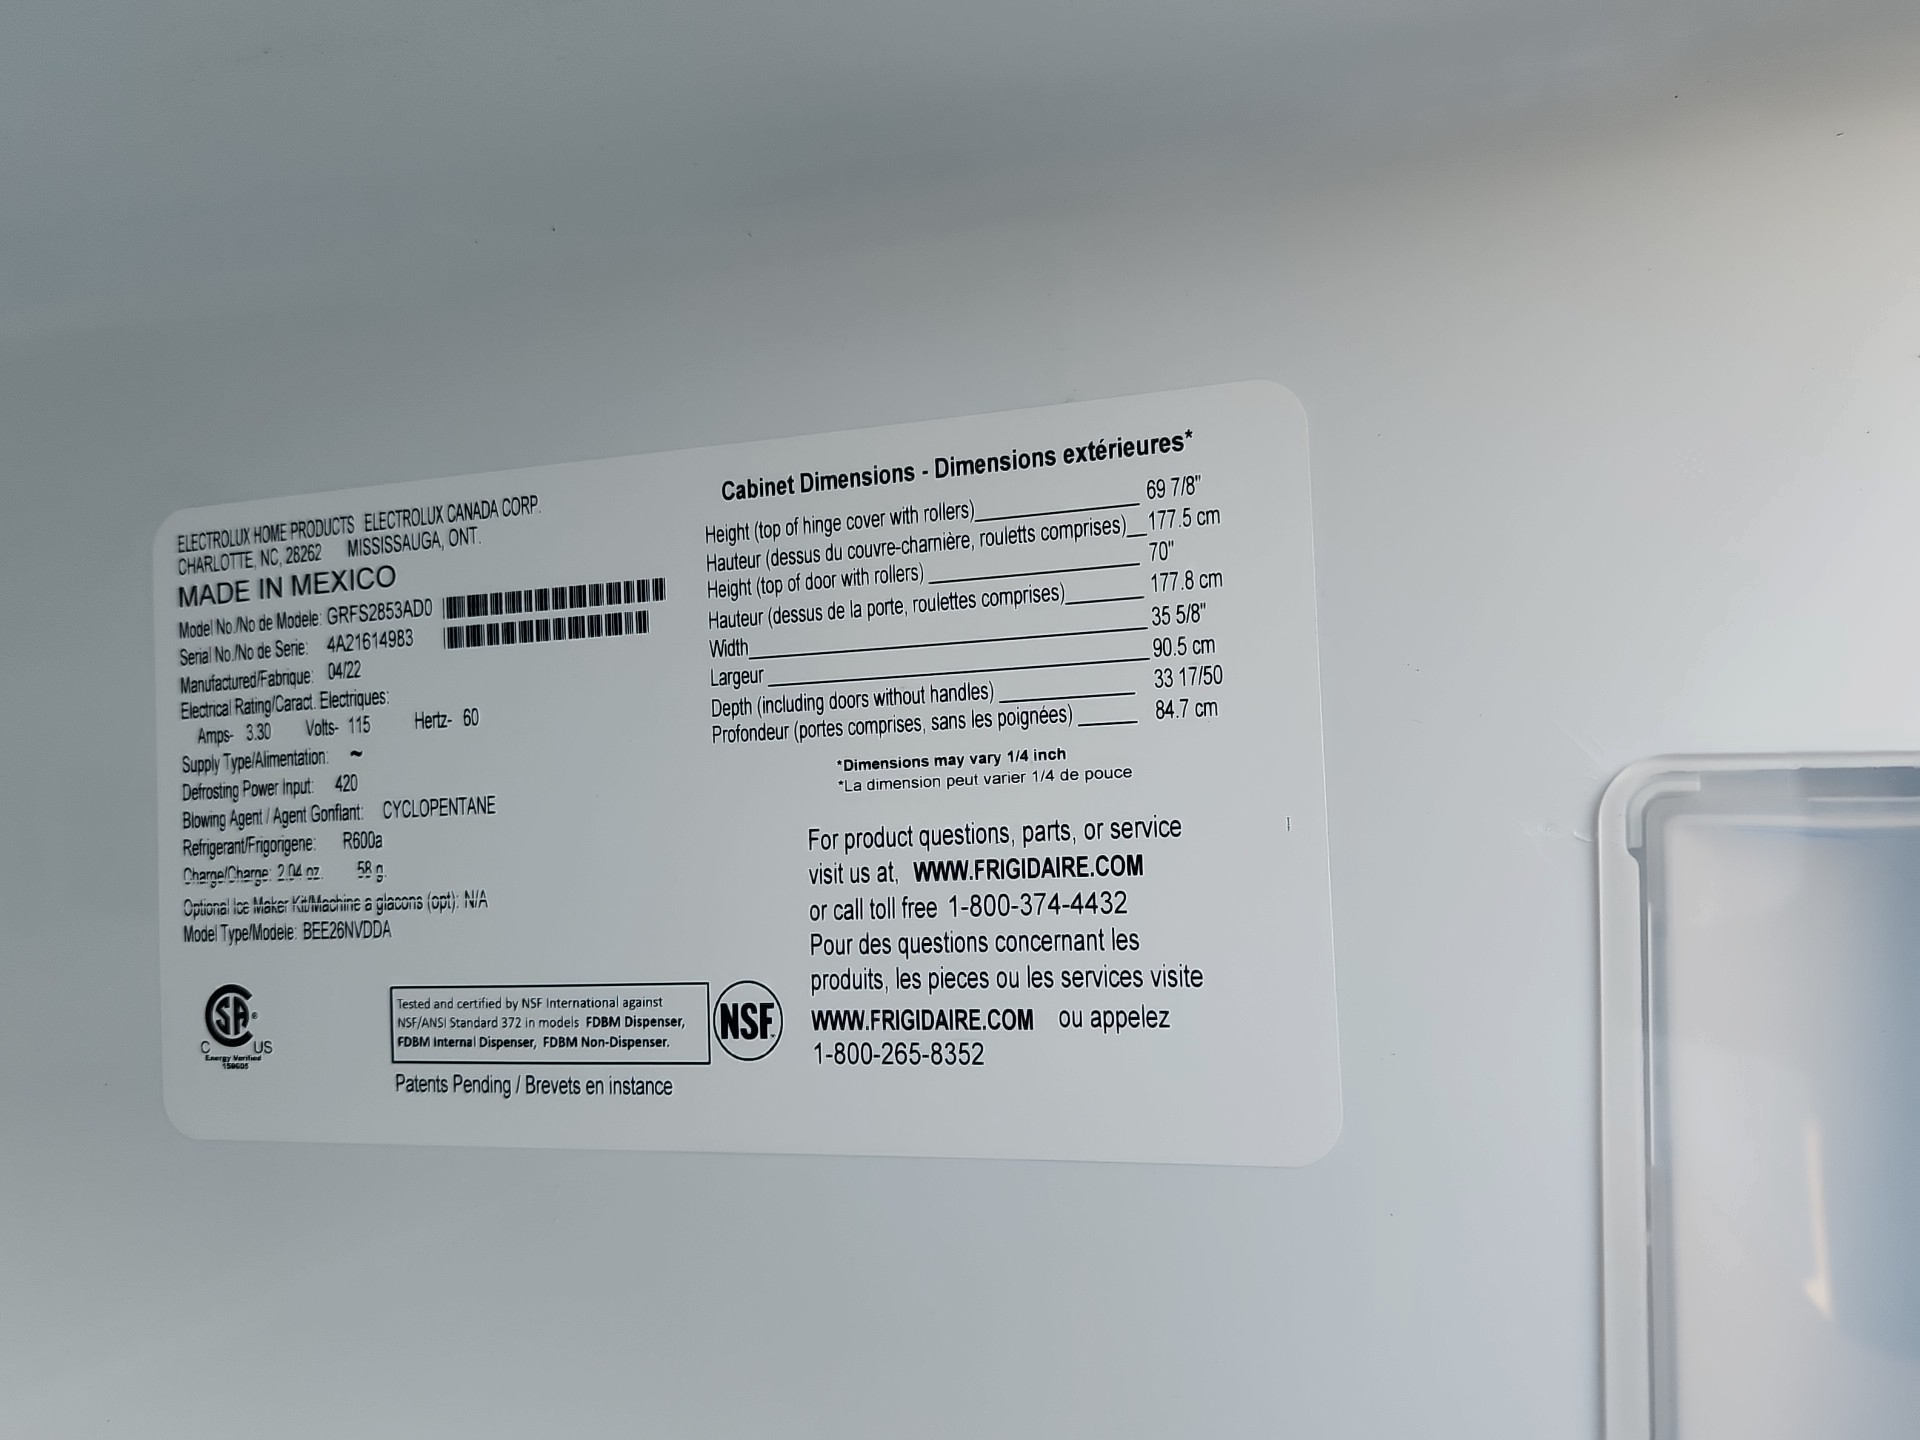 ELECTROLUX HOME PRODUCTS ELECTROLUX CANADA CORP.
CHARLOTTE, NC, 28262 MISSISSAUGA, ONT.
MADE IN MEXICO
Model No./No de Modele: GRFS2853AD0
Serial No./No de Serie: 4A21614983
Manufactured/Fabrique: 04/22
Electrical Rating/Caract. Electriques:
Amps- 3.30 Volts- 115 Hertz- 60
Supply Type/Alimentation: ~
Defrosting Power Input: 420
Blowing Agent / Agent Gonflant: CYCLOPENTANE
Refrigerant/Frigorigene: R600a
Charge/Charge: 2.04 oz. 58 g.
Optional Ice Maker Kit/Machine a glacons (opt): N/A
Model Type/Modele: BEE26NVDDA
SA ®
C US
Energy Verified
158605
Tested and certified by NSF International against
NSF/ANSI Standard 372 in models FDBM Dispenser,
FDBM Internal Dispenser, FDBM Non-Dispenser.
NSF
Patents Pending / Brevets en instance
Cabinet Dimensions - Dimensions extérieures*
Height (top of hinge cover with rollers) 69 7/8"
Hauteur (dessus du couvre-charnière, rouletts comprises) 177.5 cm
Height (top of door with rollers) 70"
Hauteur (dessus de la porte, roulettes comprises) 177.8 cm
Width 35 5/8"
Largeur 90.5 cm
Depth (including doors without handles) 33 17/50
Profondeur (portes comprises, sans les poignées) 84.7 cm
*Dimensions may vary 1/4 inch
*La dimension peut varier 1/4 de pouce
For product questions, parts, or service
visit us at, WWW.FRIGIDAIRE.COM
or call toll free 1-800-374-4432
Pour des questions concernant les
produits, les pieces ou les services visite
WWW.FRIGIDAIRE.COM ou appelez
1-800-265-8352